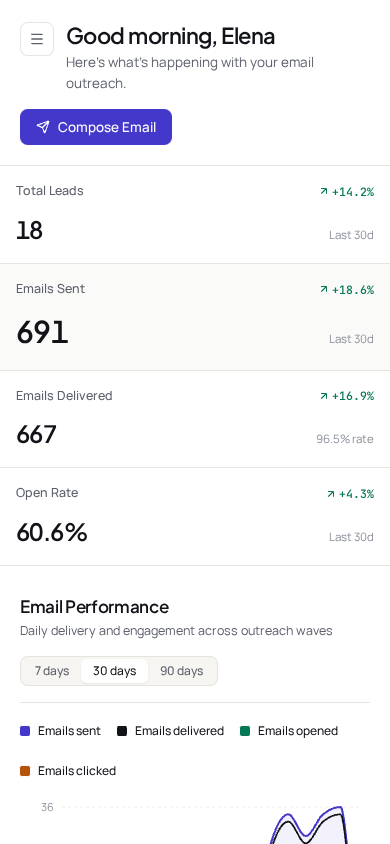 Good morning, Elena
Here's what's happening with your email
outreach.
Compose Email
Total Leads
+14.2%
18
Last 30d
Emails Sent
+18.6%
691
Last 30d
Emails Delivered
+16.9%
667
96.5% rate
Open Rate
+4.3%
60.6%
Last 30d
Email Performance
Daily delivery and engagement across outreach waves
7 days 30 days 90 days
Emails sent Emails delivered Emails opened
Emails clicked
36